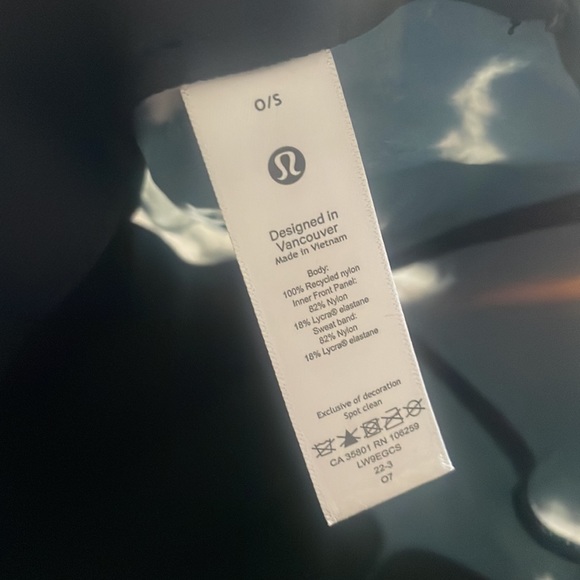 O/S
Designed in
Vancouver
Made in Vietnam
Body:
100% Recycled nylon
Inner Front Panel:
82% Nylon
18% Lycra® elastane
Sweat band:
82% Nylon
18% Lycra® elastane
Exclusive of decoration
Spot clean
CA 35801 RN 106259
LW9EGCS
22-3
O7